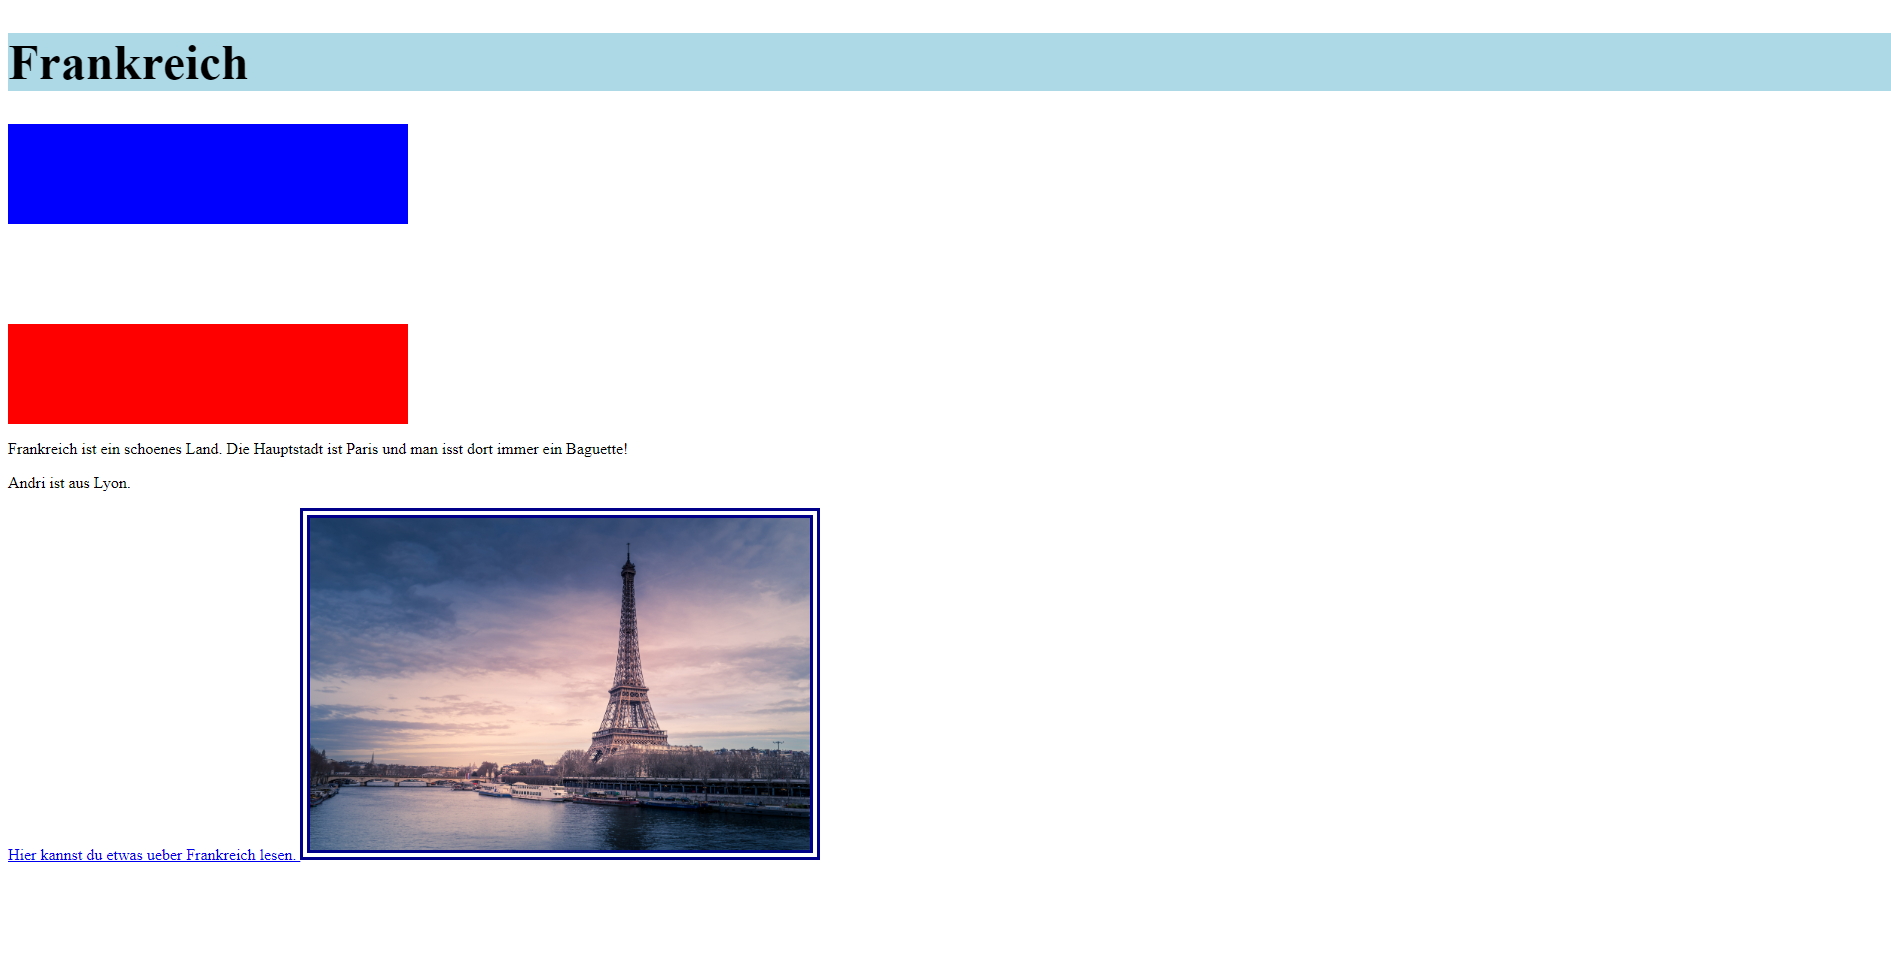 Frankreich
Frankreich ist ein schoenes Land. Die Hauptstadt ist Paris und man isst dort immer ein Baguette!
Andri ist aus Lyon.
Hier kannst du etwas ueber Frankreich lesen.